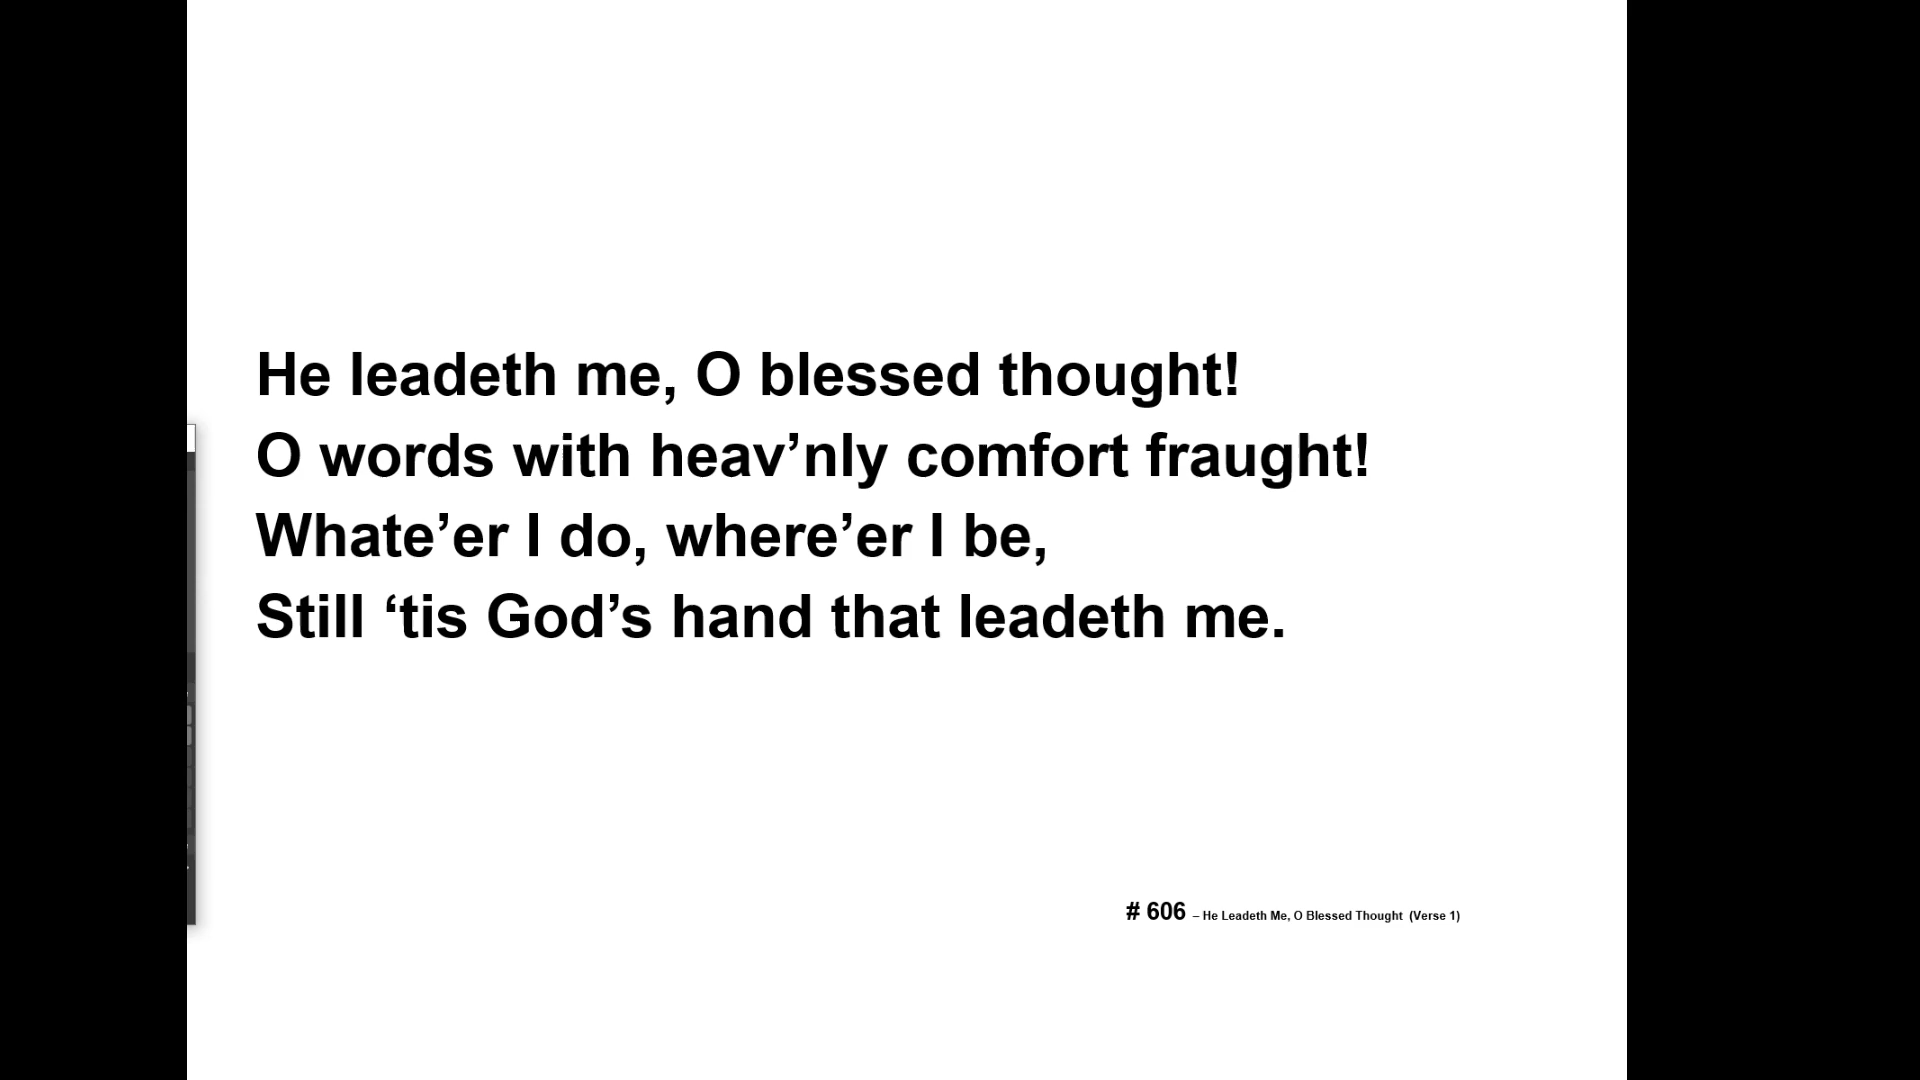 He leadeth me, O blessed thought!
O words with heav’nly comfort fraught!
Whate’er I do, where’er I be,
Still ‘tis God’s hand that leadeth me.
# 606 – He Leadeth Me, O Blessed Thought (Verse 1)